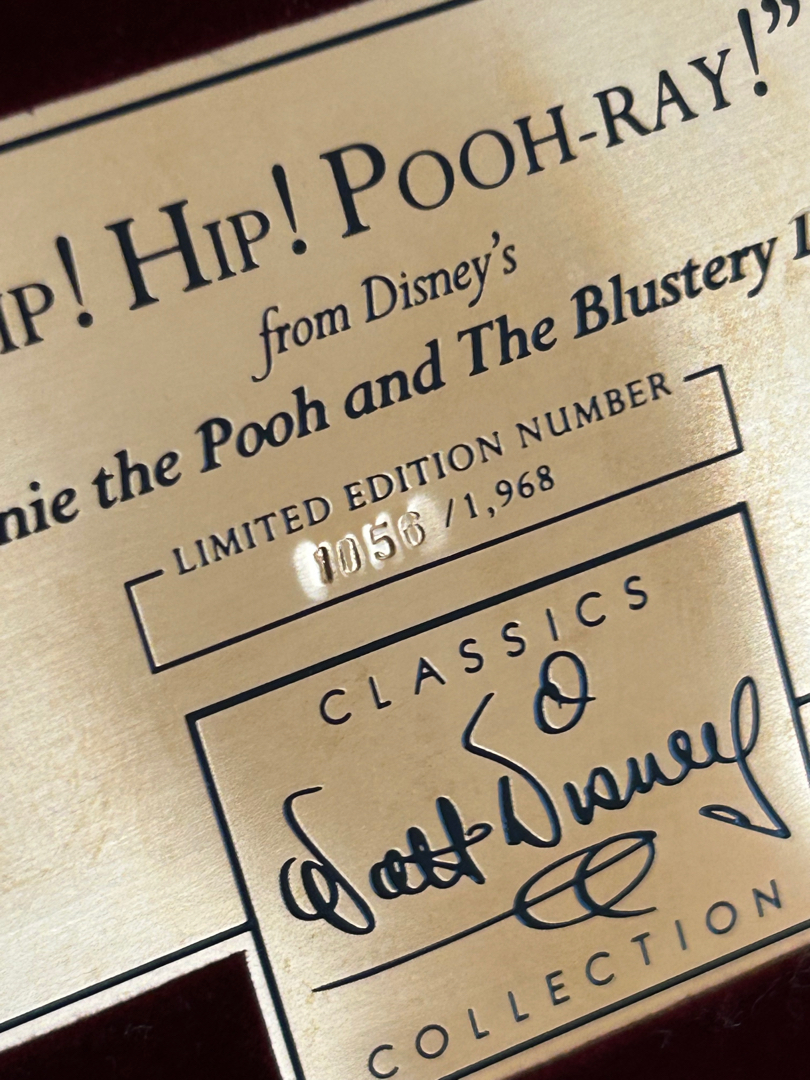 IP! HIP! POOH-RAY!”
from Disney’s
nie the Pooh and The Blustery
LIMITED EDITION NUMBER
1056 /1,968
CLASSICS
Walt Disney
COLLECTION